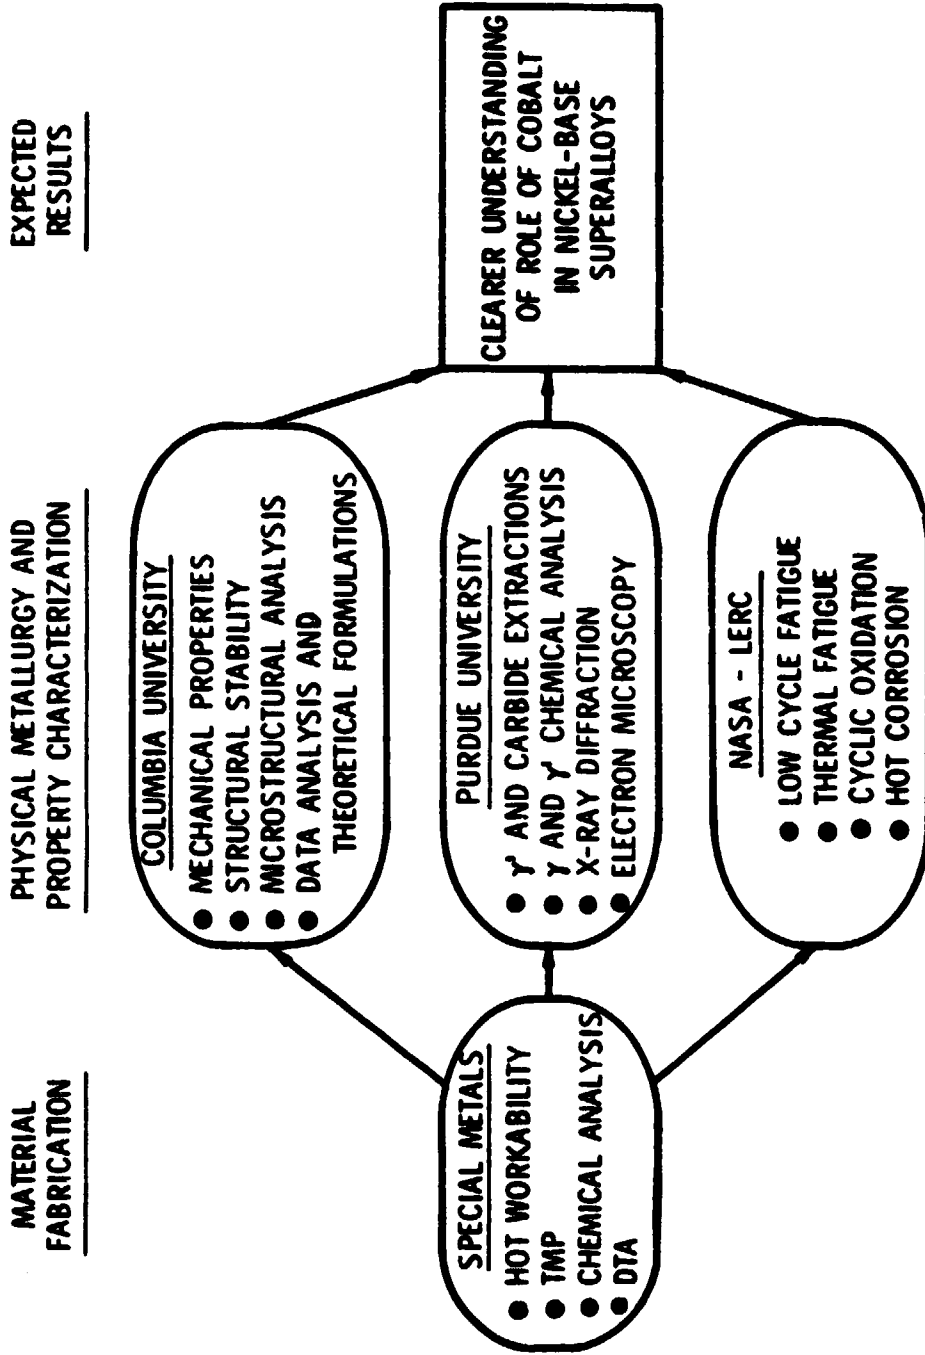 MATERIAL
FABRICATION
PHYSICAL METALLURGY AND
PROPERTY CHARACTERIZATION
EXPECTED
RESULTS
SPECIAL METALS
● HOT WORKABILITY
● TMP
● CHEMICAL ANALYSIS
● DTA
COLUMBIA UNIVERSITY
● MECHANICAL PROPERTIES
● STRUCTURAL STABILITY
● MICROSTRUCTURAL ANALYSIS
● DATA ANALYSIS AND
THEORETICAL FORMULATIONS
PURDUE UNIVERSITY
● γ' AND CARBIDE EXTRACTIONS
● γ AND γ' CHEMICAL ANALYSIS
● X-RAY DIFFRACTION
● ELECTRON MICROSCOPY
NASA - LERC
● LOW CYCLE FATIGUE
● THERMAL FATIGUE
● CYCLIC OXIDATION
● HOT CORROSION
CLEARER UNDERSTANDING
OF ROLE OF COBALT
IN NICKEL-BASE
SUPERALLOYS